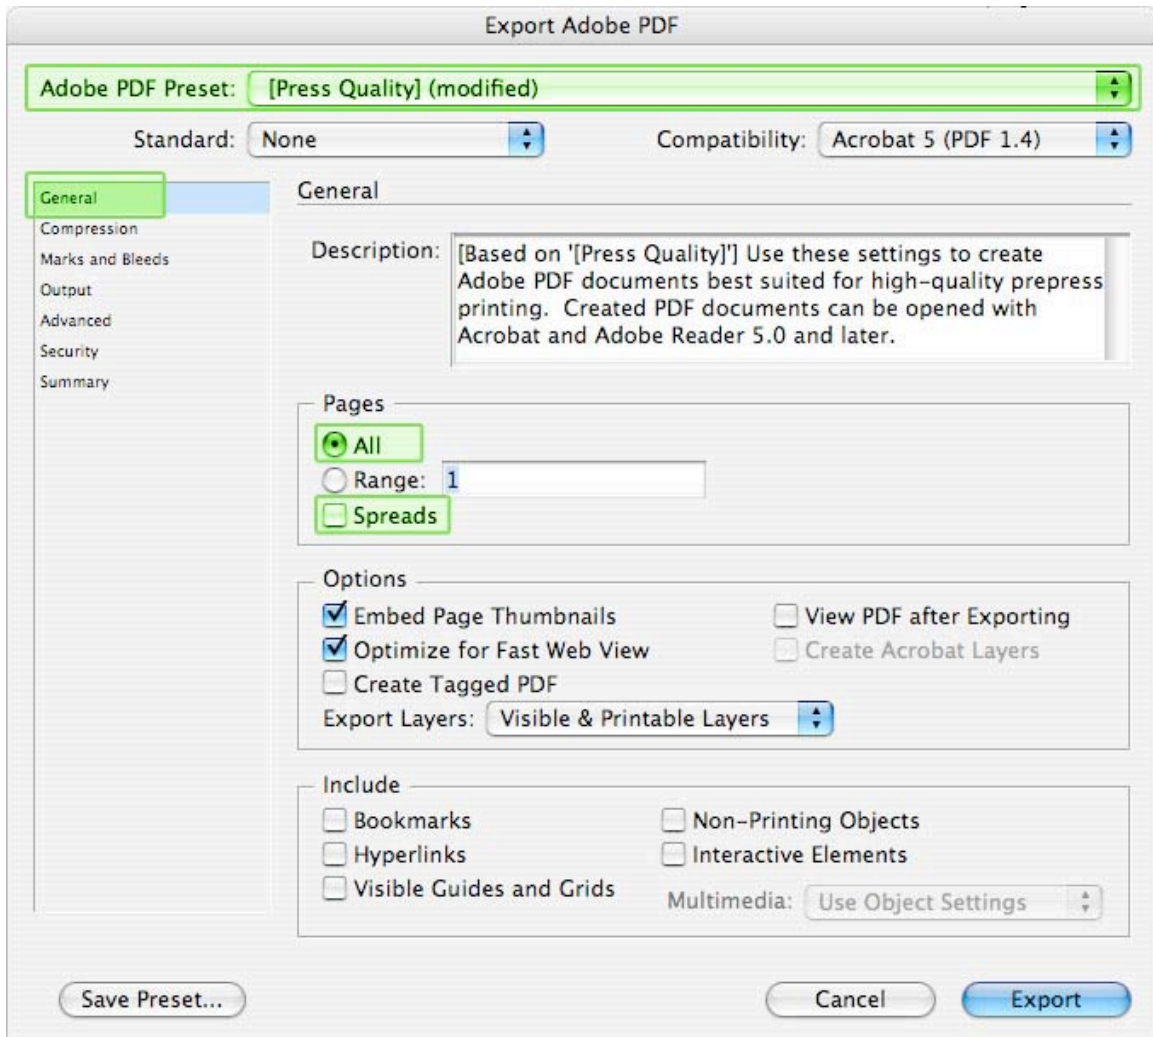 Export Adobe PDF
Adobe PDF Preset: [Press Quality] (modified)
Standard: None Compatibility: Acrobat 5 (PDF 1.4)
General
Compression
Marks and Bleeds
Output
Advanced
Security
Summary
General
Description: [Based on '[Press Quality]'] Use these settings to create
Adobe PDF documents best suited for high-quality prepress
printing. Created PDF documents can be opened with
Acrobat and Adobe Reader 5.0 and later.
Pages
All
Range: 1
Spreads
Options
Embed Page Thumbnails View PDF after Exporting
Optimize for Fast Web View Create Acrobat Layers
Create Tagged PDF
Export Layers: Visible & Printable Layers
Include
Bookmarks Non-Printing Objects
Hyperlinks Interactive Elements
Visible Guides and Grids Multimedia: Use Object Settings
Save Preset... Cancel Export